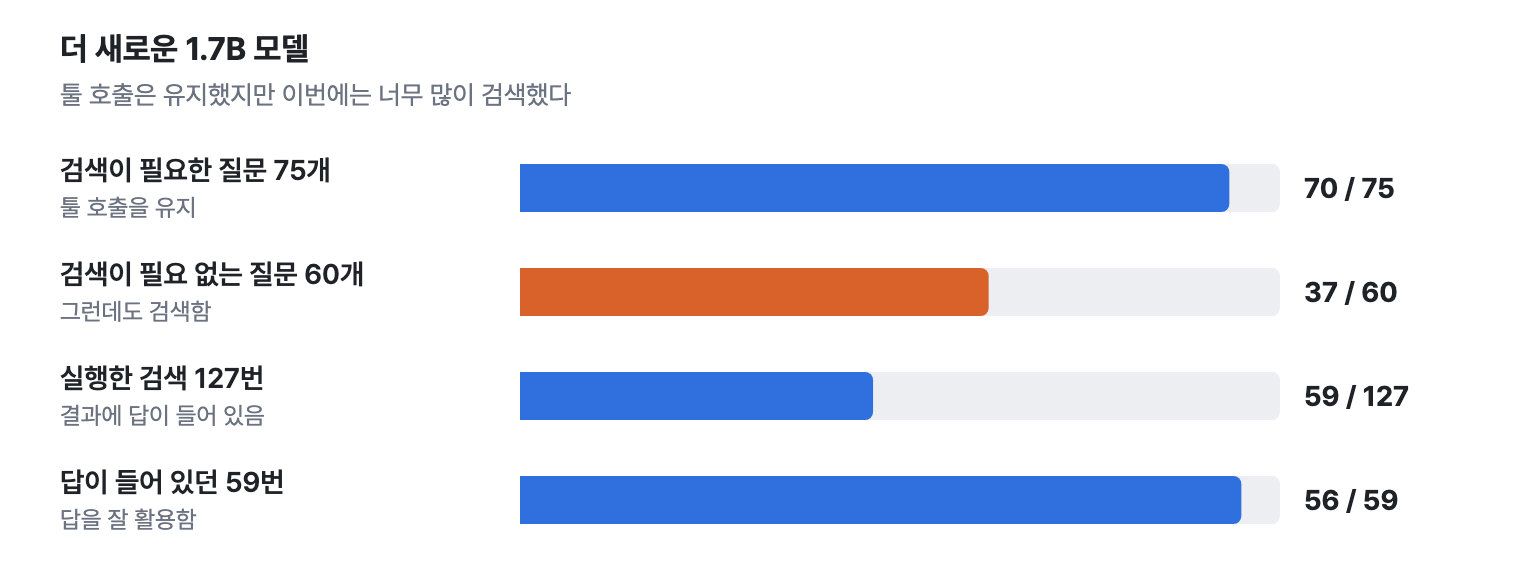 더 새로운 1.7B 모델
툴 호출은 유지했지만 이번에는 너무 많이 검색했다
검색이 필요한 질문 75개
툴 호출을 유지
70 / 75
검색이 필요 없는 질문 60개
그런데도 검색함
37 / 60
실행한 검색 127번
결과에 답이 들어 있음
59 / 127
답이 들어 있던 59번
답을 잘 활용함
56 / 59